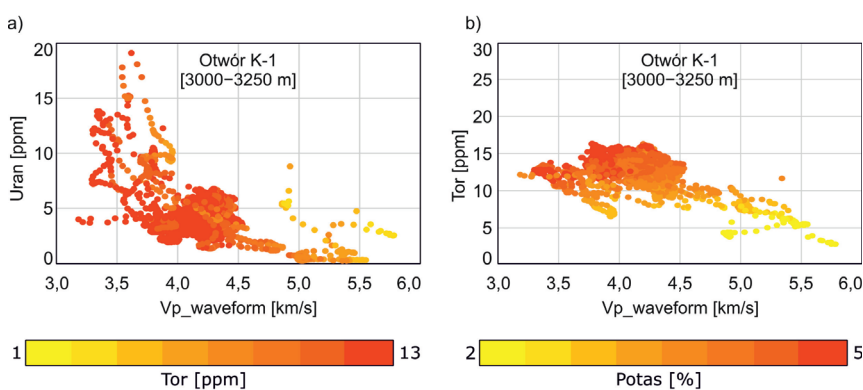 a)
Uran [ppm]
20
15
10
5
0
Otwór K-1
[3000–3250 m]
3,0 3,5 4,0 4,5 5,0 5,5 6,0
Vp_waveform [km/s]
1 13
Tor [ppm]
b)
Tor [ppm]
30
25
20
15
10
5
0
Otwór K-1
[3000–3250 m]
3,0 3,5 4,0 4,5 5,0 5,5 6,0
Vp_waveform [km/s]
2 5
Potas [%]